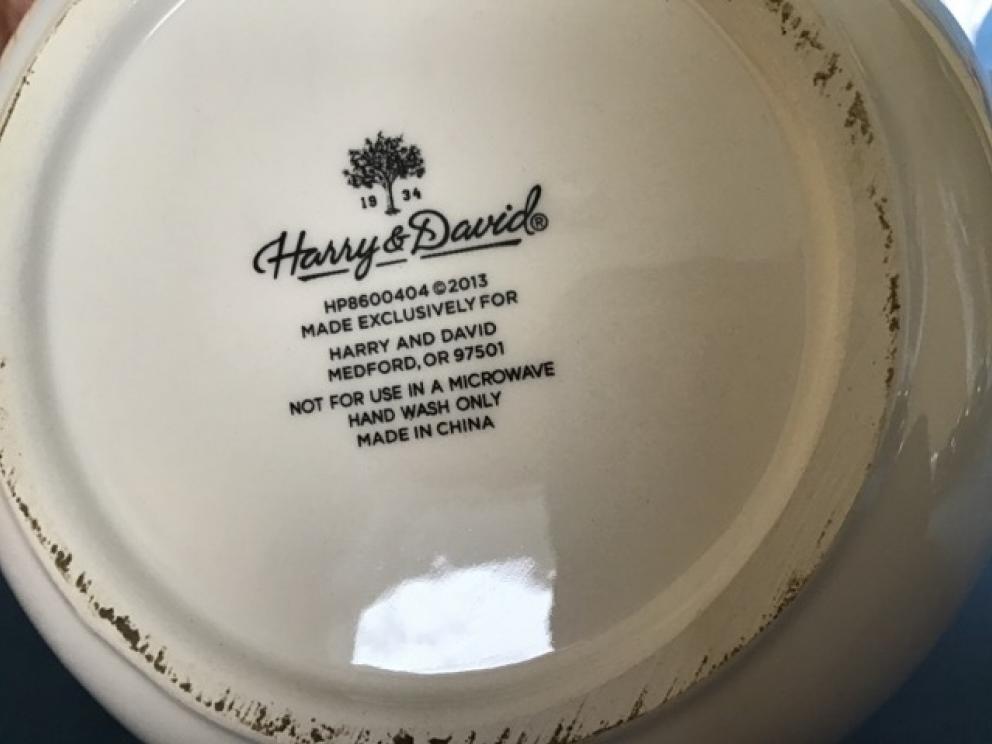 19 34
Harry & David®
HP8600404 ©2013
MADE EXCLUSIVELY FOR
HARRY AND DAVID
MEDFORD, OR 97501
NOT FOR USE IN A MICROWAVE
HAND WASH ONLY
MADE IN CHINA